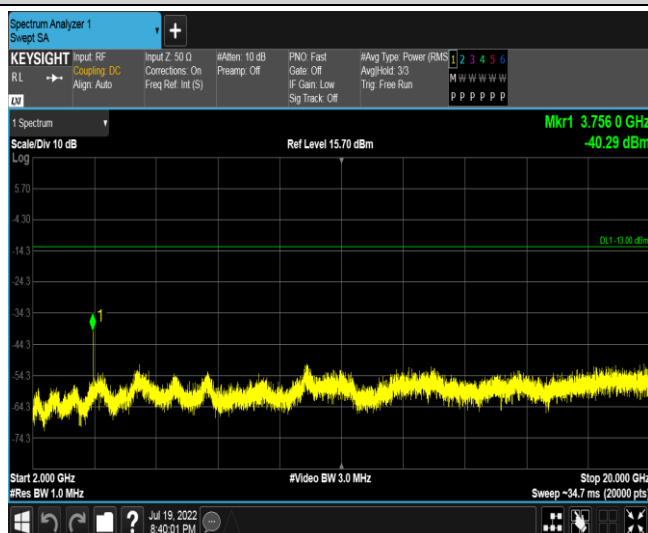 Spectrum Analyzer 1
Swept SA
+
KEYSIGHT
RL
Input: RF
Coupling: DC
Align: Auto
Input Z: 50 Ω
Corrections: On
Freq Ref: Int (S)
#Atten: 10 dB
Preamp: Off
PNO: Fast
Gate: Off
IF Gain: Low
Sig Track: Off
#Avg Type: Power (RMS
Avg|Hold: 3/3
Trig: Free Run
1 2 3 4 5 6
M W W W W W
P P P P P P
LXI
1 Spectrum
Mkr1 3.756 0 GHz
Scale/Div 10 dB
Ref Level 15.70 dBm
-40.29 dBm
Log
5.70
-4.30
DL1 -13.00 dBm
-14.3
-24.3
-34.3
1
-44.3
-54.3
-64.3
-74.3
Start 2.000 GHz
#Video BW 3.0 MHz
Stop 20.000 GHz
#Res BW 1.0 MHz
Sweep ~34.7 ms (20000 pts)
?
Jul 19, 2022
8:40:01 PM